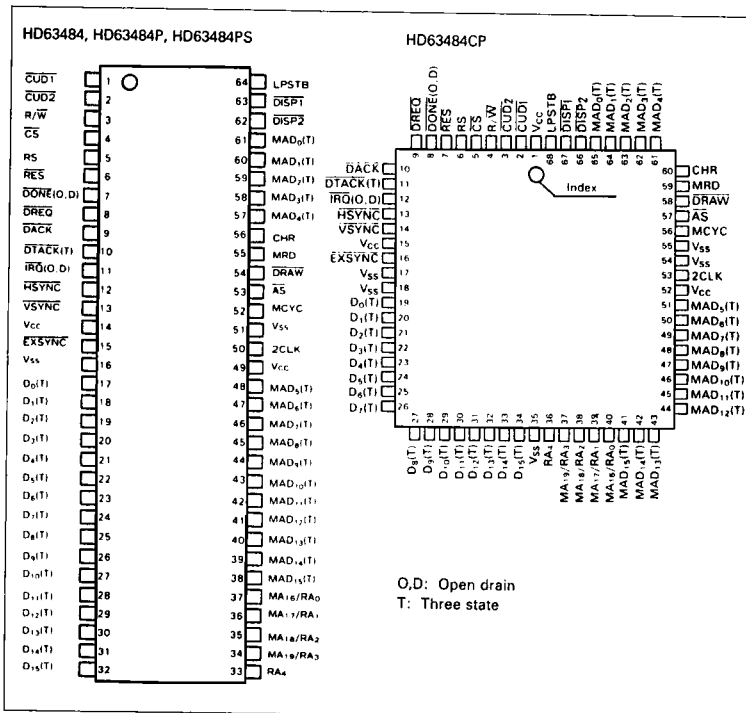 HD63484, HD63484P, HD63484PS
CUD1 1
CUD2 2
R/W 3
CS 4
RS 5
RES 6
DONE(O,D) 7
DREQ 8
DACK 9
DTACK(T) 10
IRQ(O,D) 11
HSYNC 12
VSYNC 13
Vcc 14
EXSYNC 15
Vss 16
D0(T) 17
D1(T) 18
D2(T) 19
D3(T) 20
D4(T) 21
D5(T) 22
D6(T) 23
D7(T) 24
D8(T) 25
D9(T) 26
D10(T) 27
D11(T) 28
D12(T) 29
D13(T) 30
D14(T) 31
D15(T) 32
64 LPSTB
63 DISP1
62 DISP2
61 MAD0(T)
60 MAD1(T)
59 MAD2(T)
58 MAD3(T)
57 MAD4(T)
56 CHR
55 MRD
54 DRAW
53 AS
52 MCYC
51 Vss
50 2CLK
49 Vcc
48 MAD5(T)
47 MAD6(T)
46 MAD7(T)
45 MAD8(T)
44 MAD9(T)
43 MAD10(T)
42 MAD11(T)
41 MAD12(T)
40 MAD13(T)
39 MAD14(T)
38 MAD15(T)
37 MA16/RA0
36 MA17/RA1
35 MA18/RA2
34 MA19/RA3
33 RA4
HD63484CP
DREQ 9
DONE(O,D) 8
RES 7
RS 6
CS 5
R/W 4
CUD2 3
CUD1 2
Vcc 1
LPSTB 68
DISP1 67
DISP2 66
MAD0(T) 65
MAD1(T) 64
MAD2(T) 63
MAD3(T) 62
MAD4(T) 61
DACK 10
DTACK(T) 11
IRQ(O,D) 12
HSYNC 13
VSYNC 14
Vcc 15
EXSYNC 16
Vss 17
Vss 18
D0(T) 19
D1(T) 20
D2(T) 21
D3(T) 22
D4(T) 23
D5(T) 24
D6(T) 25
D7(T) 26
Index
60 CHR
59 MRD
58 DRAW
57 AS
56 MCYC
55 Vss
54 Vss
53 2CLK
52 Vcc
51 MAD5(T)
50 MAD6(T)
49 MAD7(T)
48 MAD8(T)
47 MAD9(T)
46 MAD10(T)
45 MAD11(T)
44 MAD12(T)
27 D8(T)
28 D9(T)
29 D10(T)
30 D11(T)
31 D12(T)
32 D13(T)
33 D14(T)
34 D15(T)
35 Vss
36 RA4
37 MA19/RA3
38 MA18/RA2
39 MA17/RA1
40 MA16/RA0
41 MAD15(T)
42 MAD14(T)
43 MAD13(T)
O,D: Open drain
T: Three state